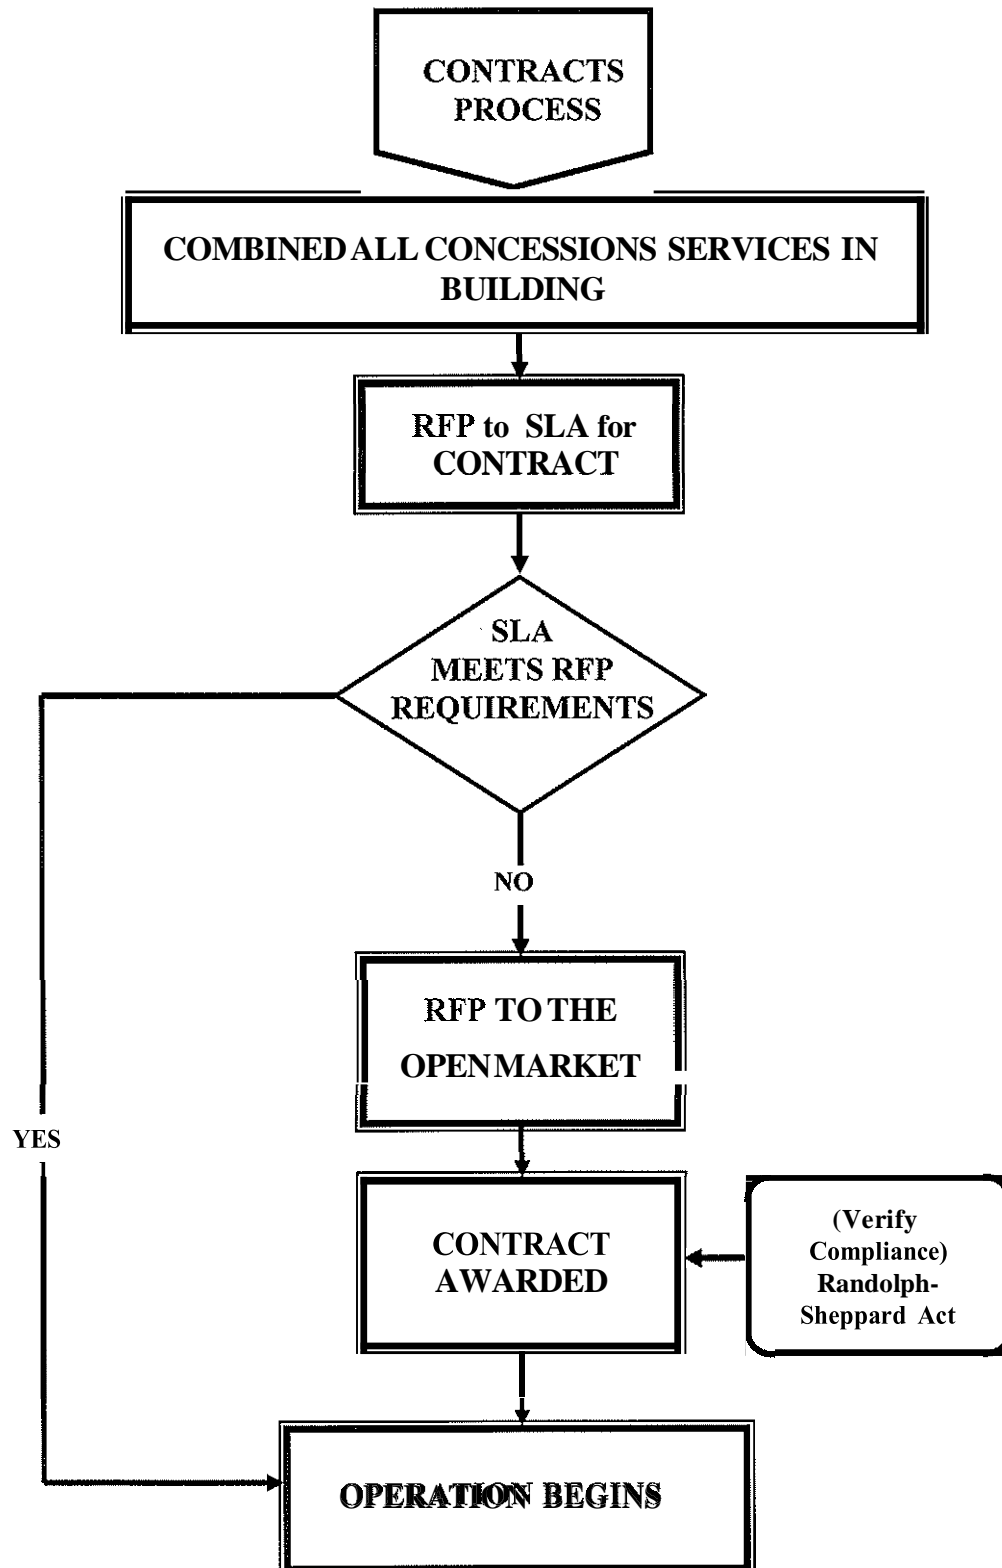 CONTRACTS
PROCESS
COMBINED ALL CONCESSIONS SERVICES IN
BUILDING
RFP to SLA for
CONTRACT
SLA
MEETS RFP
REQUIREMENTS
NO
RFP TO THE
OPEN MARKET
YES
CONTRACT
AWARDED
(Verify
Compliance)
Randolph-
Sheppard Act
OPERATION BEGINS